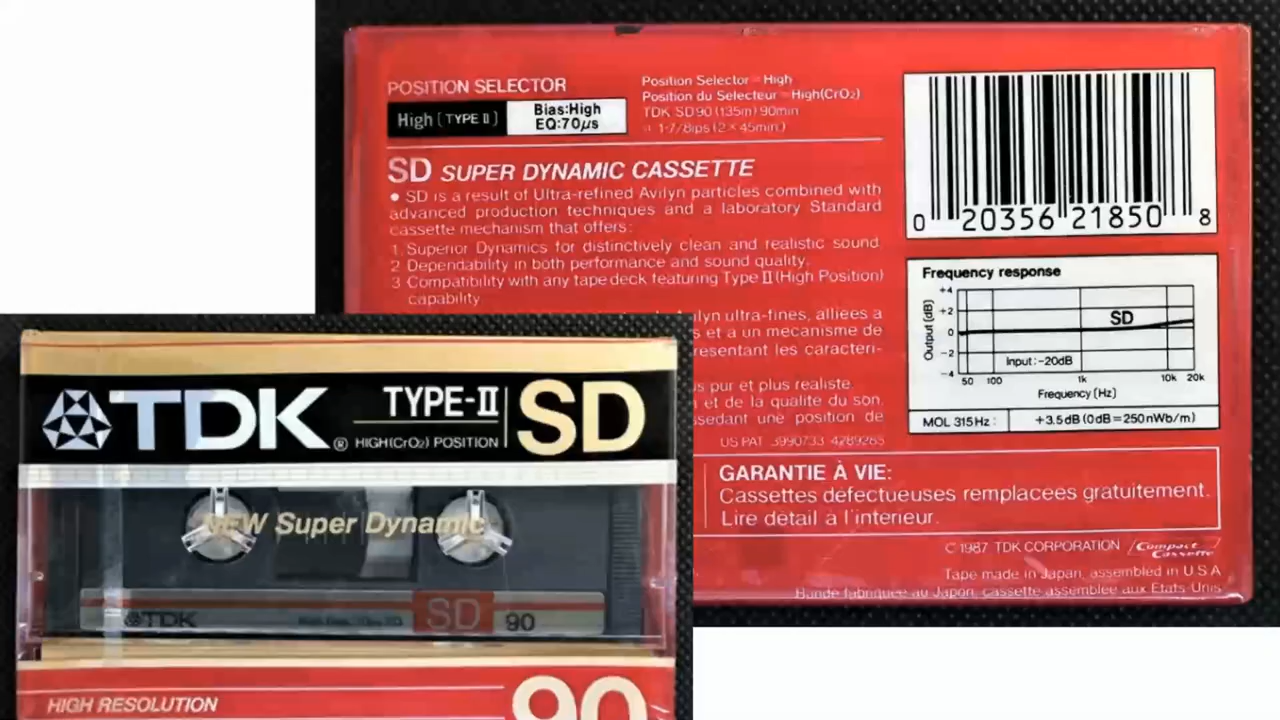 POSITION SELECTOR
High [TYPE II]
Bias:High
EQ:70µs
Position Selector = High
Position du Selecteur = High(CrO2)
TDK SD90 (135m) 90min
1-7/8ips (2 × 45min.)
SD SUPER DYNAMIC CASSETTE
• SD is a result of Ultra-refined Avilyn particles combined with
advanced production techniques and a laboratory Standard
cassette mechanism that offers:
1. Superior Dynamics for distinctively clean and realistic sound.
2 Dependability in both performance and sound quality.
3 Compatibility with any tape deck featuring Type II (High Position)
capability
ultra-fines, alliees a
et a un mecanisme de
caracteri-
pur et plus realiste.
et de la qualite du son.
une position de
US PAT 3990733 4289265
0 20356 21850 8
Frequency response
Output (dB)
+4
+2
0
−2
−4
SD
Input:−20dB
50 100 1k 10k 20k
Frequency (Hz)
MOL 315Hz : +3.5dB (0dB=250nWb/m)
GARANTIE À VIE:
Cassettes defectueuses remplacees gratuitement.
Lire detail a l'interieur.
C 1987 TDK CORPORATION Compact Cassette
Tape made in Japan, assembled in U.S.A
Bande fabriquee au Japon, cassette assemblee aux Etats-Unis
TDK® TYPE-II SD
HIGH(CrO2) POSITION
NEW Super Dynamic
TDK SD 90
HIGH RESOLUTION
90